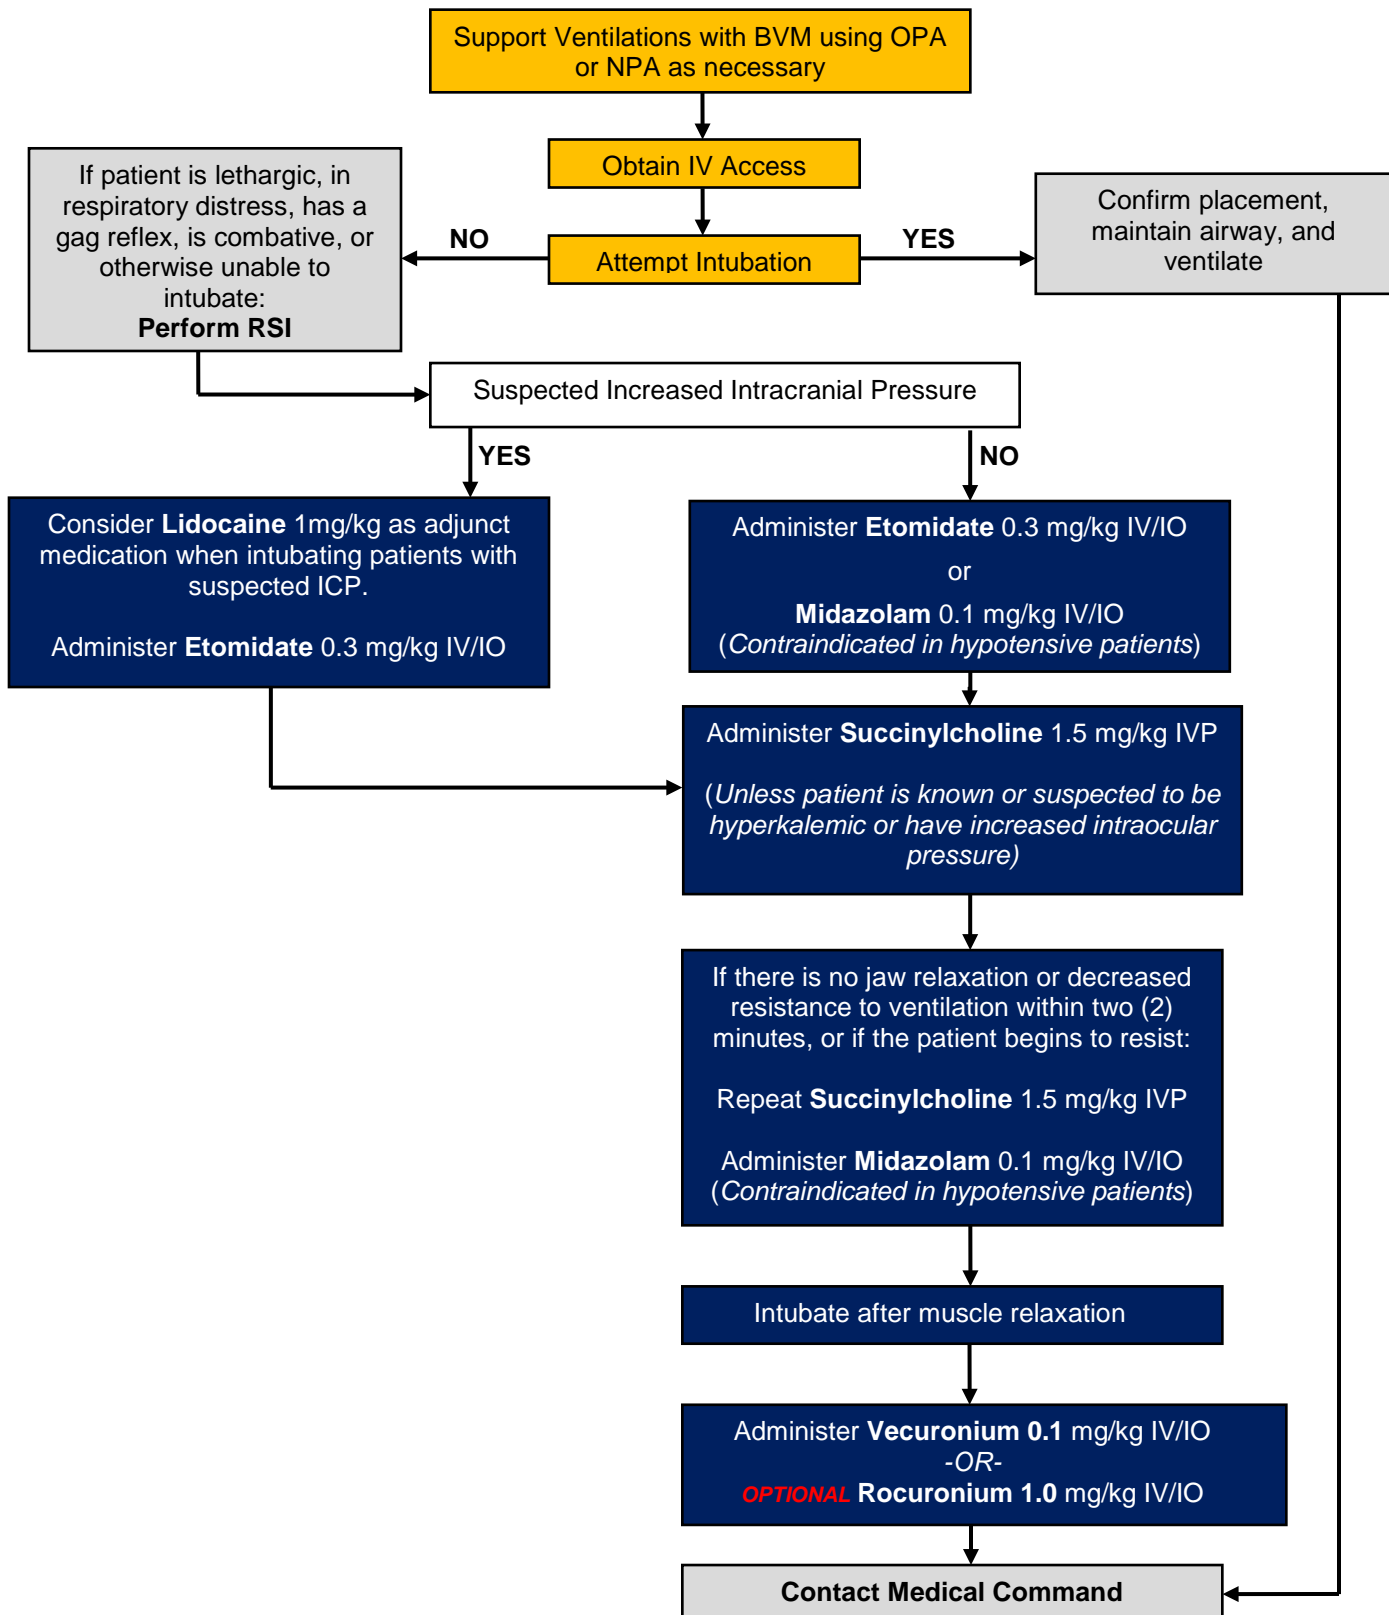 Support Ventilations with BVM using OPA
or NPA as necessary
Obtain IV Access
If patient is lethargic, in
respiratory distress, has a
gag reflex, is combative, or
otherwise unable to
intubate:
Perform RSI
NO
Attempt Intubation
YES
Confirm placement,
maintain airway, and
ventilate
Suspected Increased Intracranial Pressure
YES
NO
Consider Lidocaine 1mg/kg as adjunct
medication when intubating patients with
suspected ICP.
Administer Etomidate 0.3 mg/kg IV/IO
Administer Etomidate 0.3 mg/kg IV/IO
or
Midazolam 0.1 mg/kg IV/IO
(Contraindicated in hypotensive patients)
Administer Succinylcholine 1.5 mg/kg IVP
(Unless patient is known or suspected to be
hyperkalemic or have increased intraocular
pressure)
If there is no jaw relaxation or decreased
resistance to ventilation within two (2)
minutes, or if the patient begins to resist:
Repeat Succinylcholine 1.5 mg/kg IVP
Administer Midazolam 0.1 mg/kg IV/IO
(Contraindicated in hypotensive patients)
Intubate after muscle relaxation
Administer Vecuronium 0.1 mg/kg IV/IO
-OR-
OPTIONAL Rocuronium 1.0 mg/kg IV/IO
Contact Medical Command